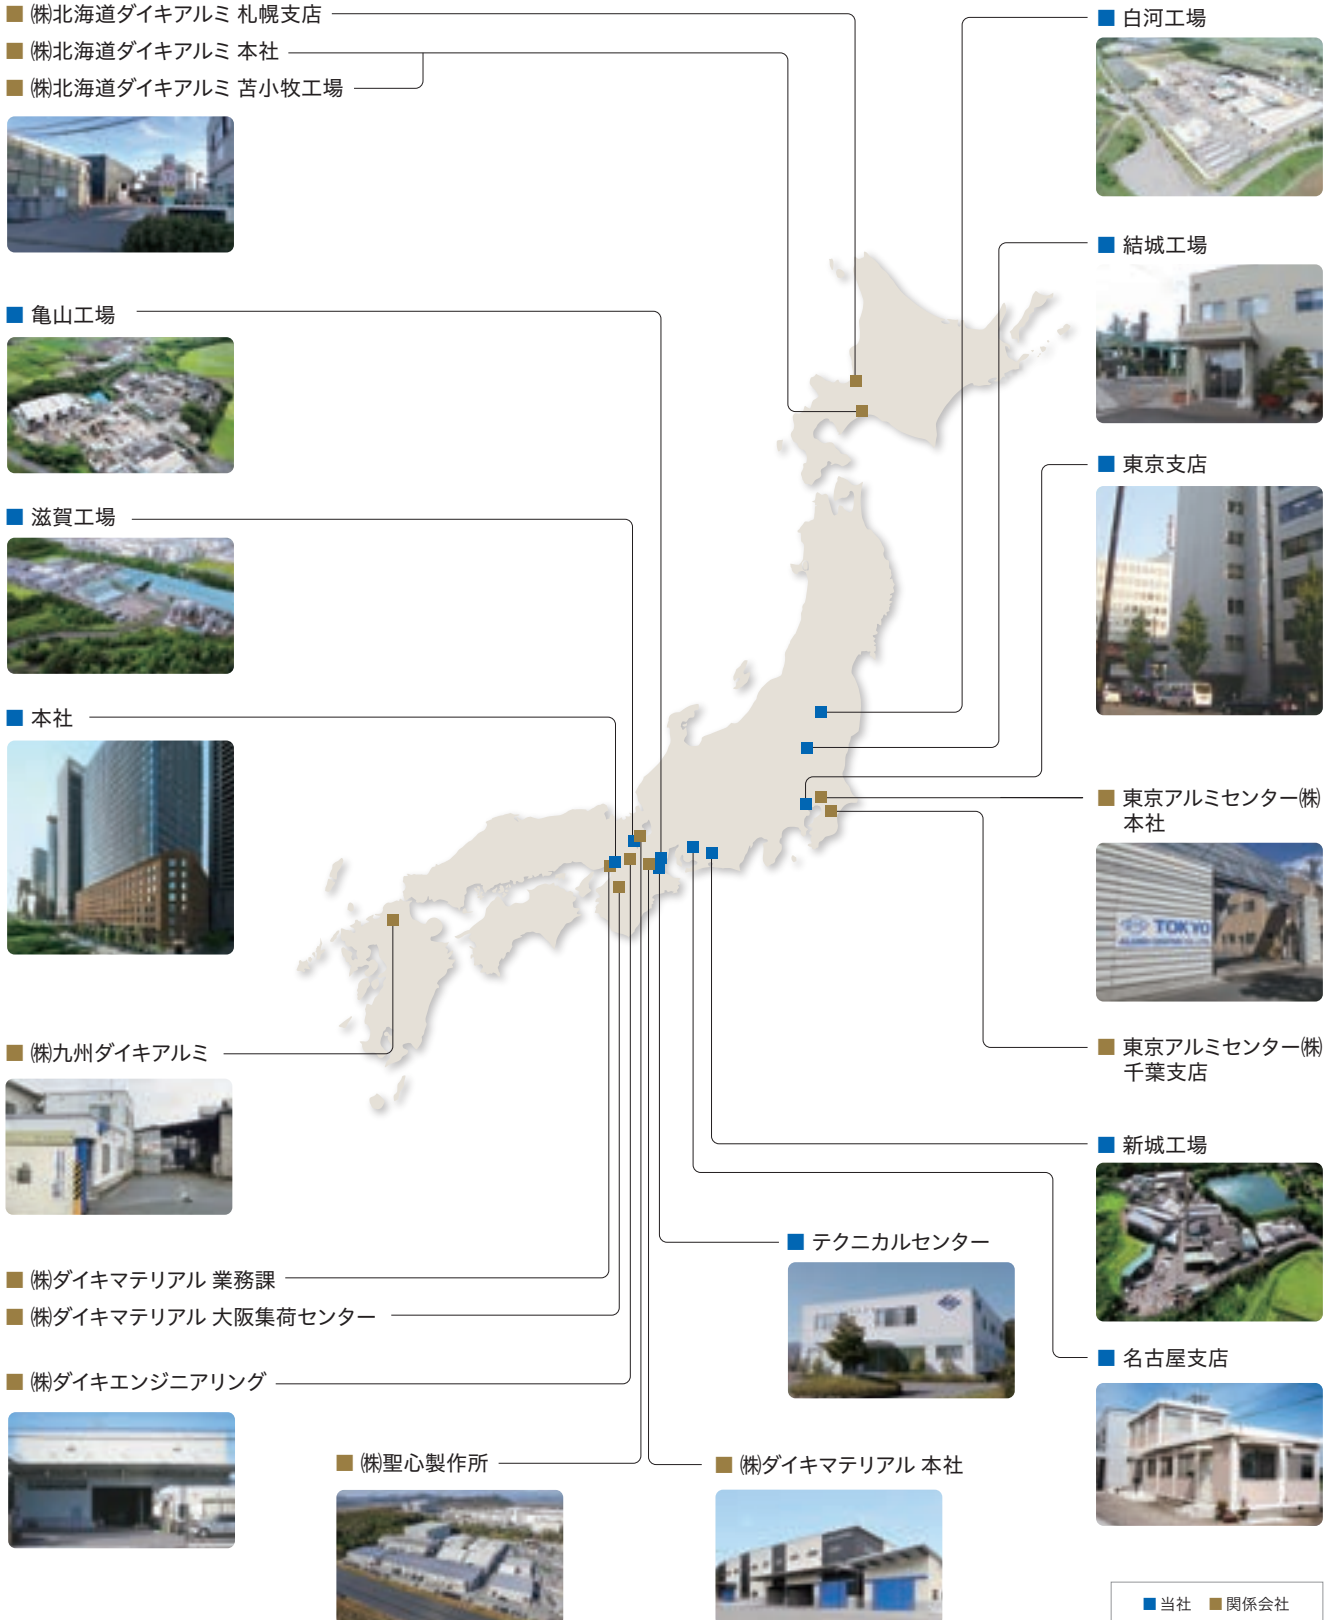 ■ ㈱北海道ダイキアルミ 札幌支店
■ ㈱北海道ダイキアルミ 本社
■ ㈱北海道ダイキアルミ 苫小牧工場
■ 亀山工場
■ 滋賀工場
■ 本社
■ ㈱九州ダイキアルミ
■ ㈱ダイキマテリアル 業務課
■ ㈱ダイキマテリアル 大阪集荷センター
■ ㈱ダイキエンジニアリング
■ ㈱聖心製作所
■ ㈱ダイキマテリアル 本社
■ テクニカルセンター
■ 白河工場
■ 結城工場
■ 東京支店
■ 東京アルミセンター㈱
本社
TOKYO
■ 東京アルミセンター㈱
千葉支店
■ 新城工場
■ 名古屋支店
■ 当社 ■ 関係会社